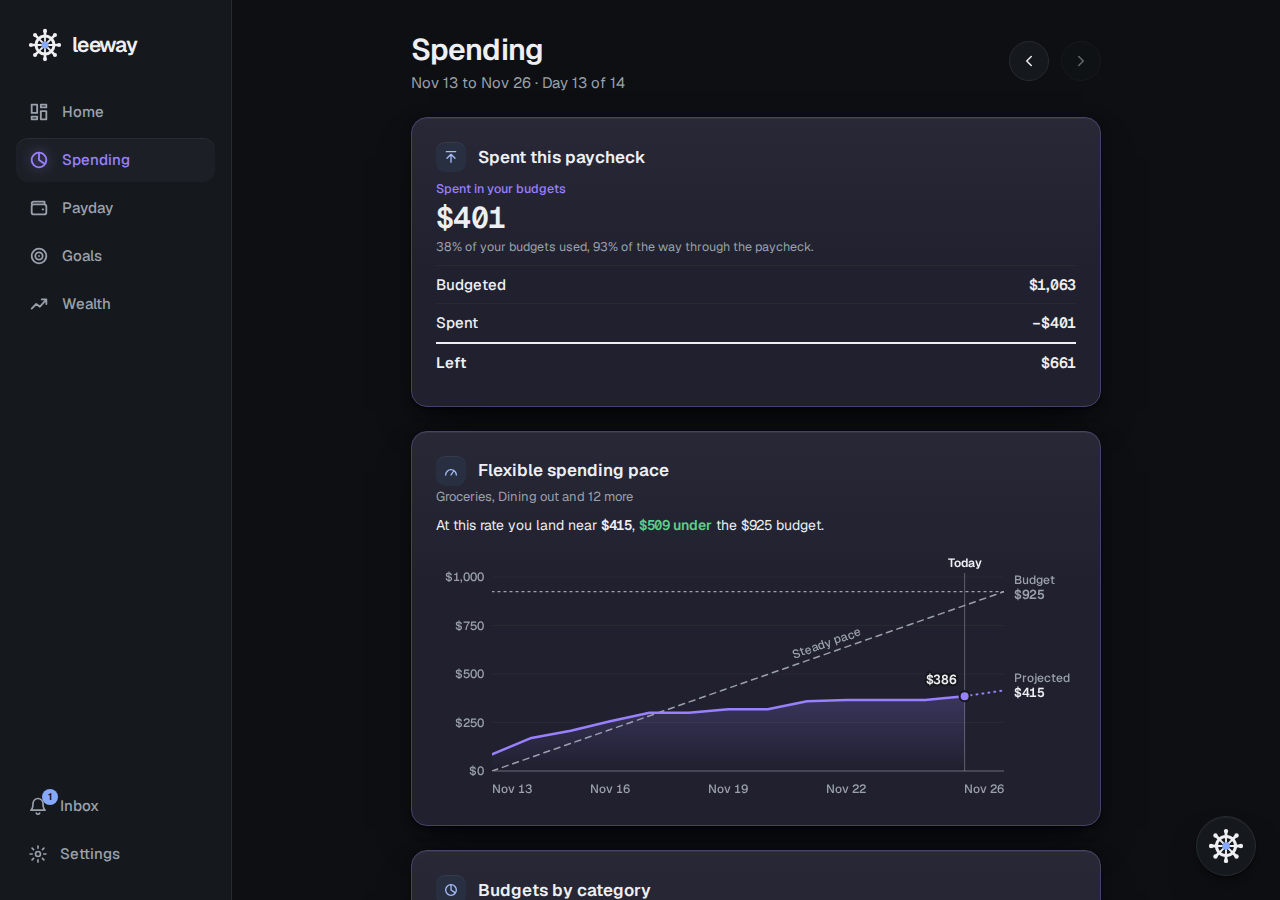 leeway
Home
Spending
Payday
Goals
Wealth
1
Inbox
Settings
Spending
Nov 13 to Nov 26 · Day 13 of 14
Spent this paycheck
Spent in your budgets
$401
38% of your budgets used, 93% of the way through the paycheck.
Budgeted $1,063
Spent –$401
Left $661
Flexible spending pace
Groceries, Dining out and 12 more
At this rate you land near $415, $509 under the $925 budget.
Today
$1,000
Budget
$925
$750
Steady pace
$500
$386
Projected
$415
$250
$0
Nov 13 Nov 16 Nov 19 Nov 22 Nov 26
Budgets by category